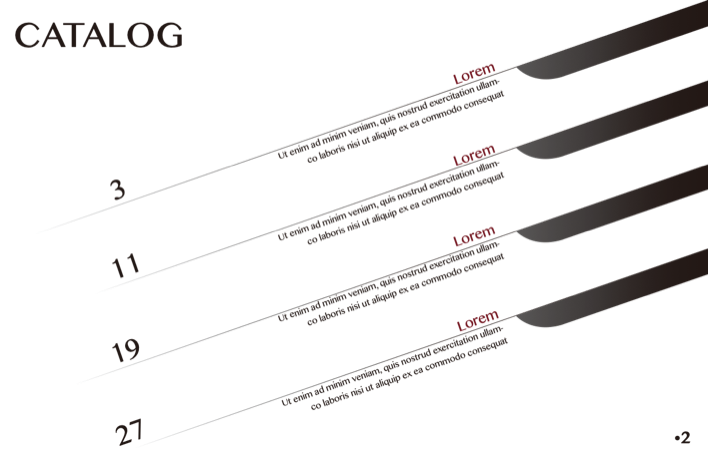 CATALOG
Lorem
Ut enim ad minim veniam, quis nostrud exercitation ullam-
co laboris nisi ut aliquip ex ea commodo consequat
3
Lorem
Ut enim ad minim veniam, quis nostrud exercitation ullam-
co laboris nisi ut aliquip ex ea commodo consequat
11
Lorem
Ut enim ad minim veniam, quis nostrud exercitation ullam-
co laboris nisi ut aliquip ex ea commodo consequat
19
Lorem
Ut enim ad minim veniam, quis nostrud exercitation ullam-
co laboris nisi ut aliquip ex ea commodo consequat
27
•2